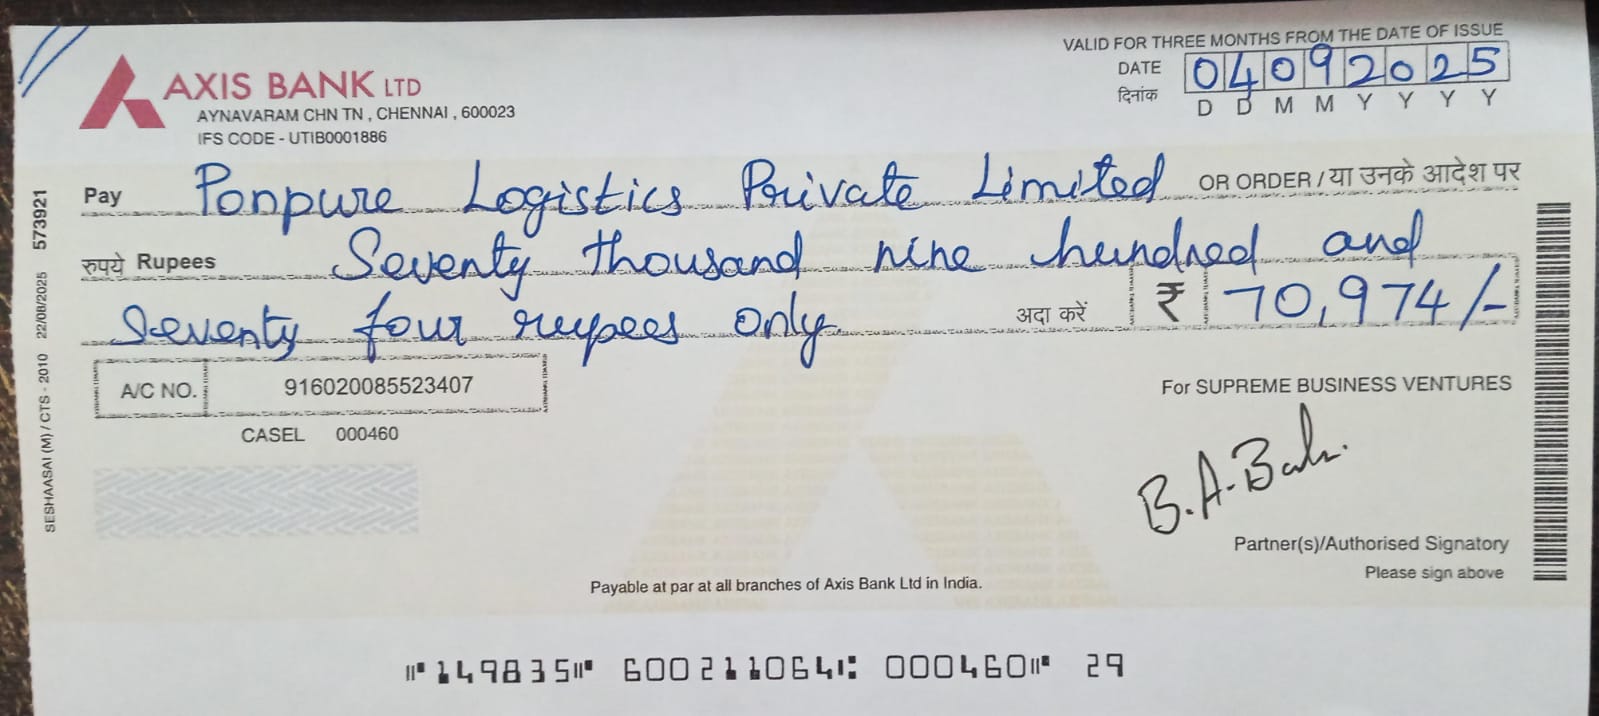 VALID FOR THREE MONTHS FROM THE DATE OF ISSUE
AXIS BANK LTD
DATE 04092025
दिनांक D D M M Y Y Y Y
AYNAVARAM CHN TN , CHENNAI , 600023
IFS CODE - UTIB0001886
Pay Ponpure Logistics Private Limited OR ORDER / या उनके आदेश पर
रुपये Rupees Seventy thousand nine hundred and
Seventy four rupees only अदा करें ₹ 70,974/-
A/C NO. 916020085523407
For SUPREME BUSINESS VENTURES
CASEL 000460
B.A.Bab.
Partner(s)/Authorised Signatory
Please sign above
Payable at par at all branches of Axis Bank Ltd in India.
⑈149835⑈ 600211064⑆ 000460⑈ 29
SESHAASAI (M) / CTS - 2010 22/08/2025 573921